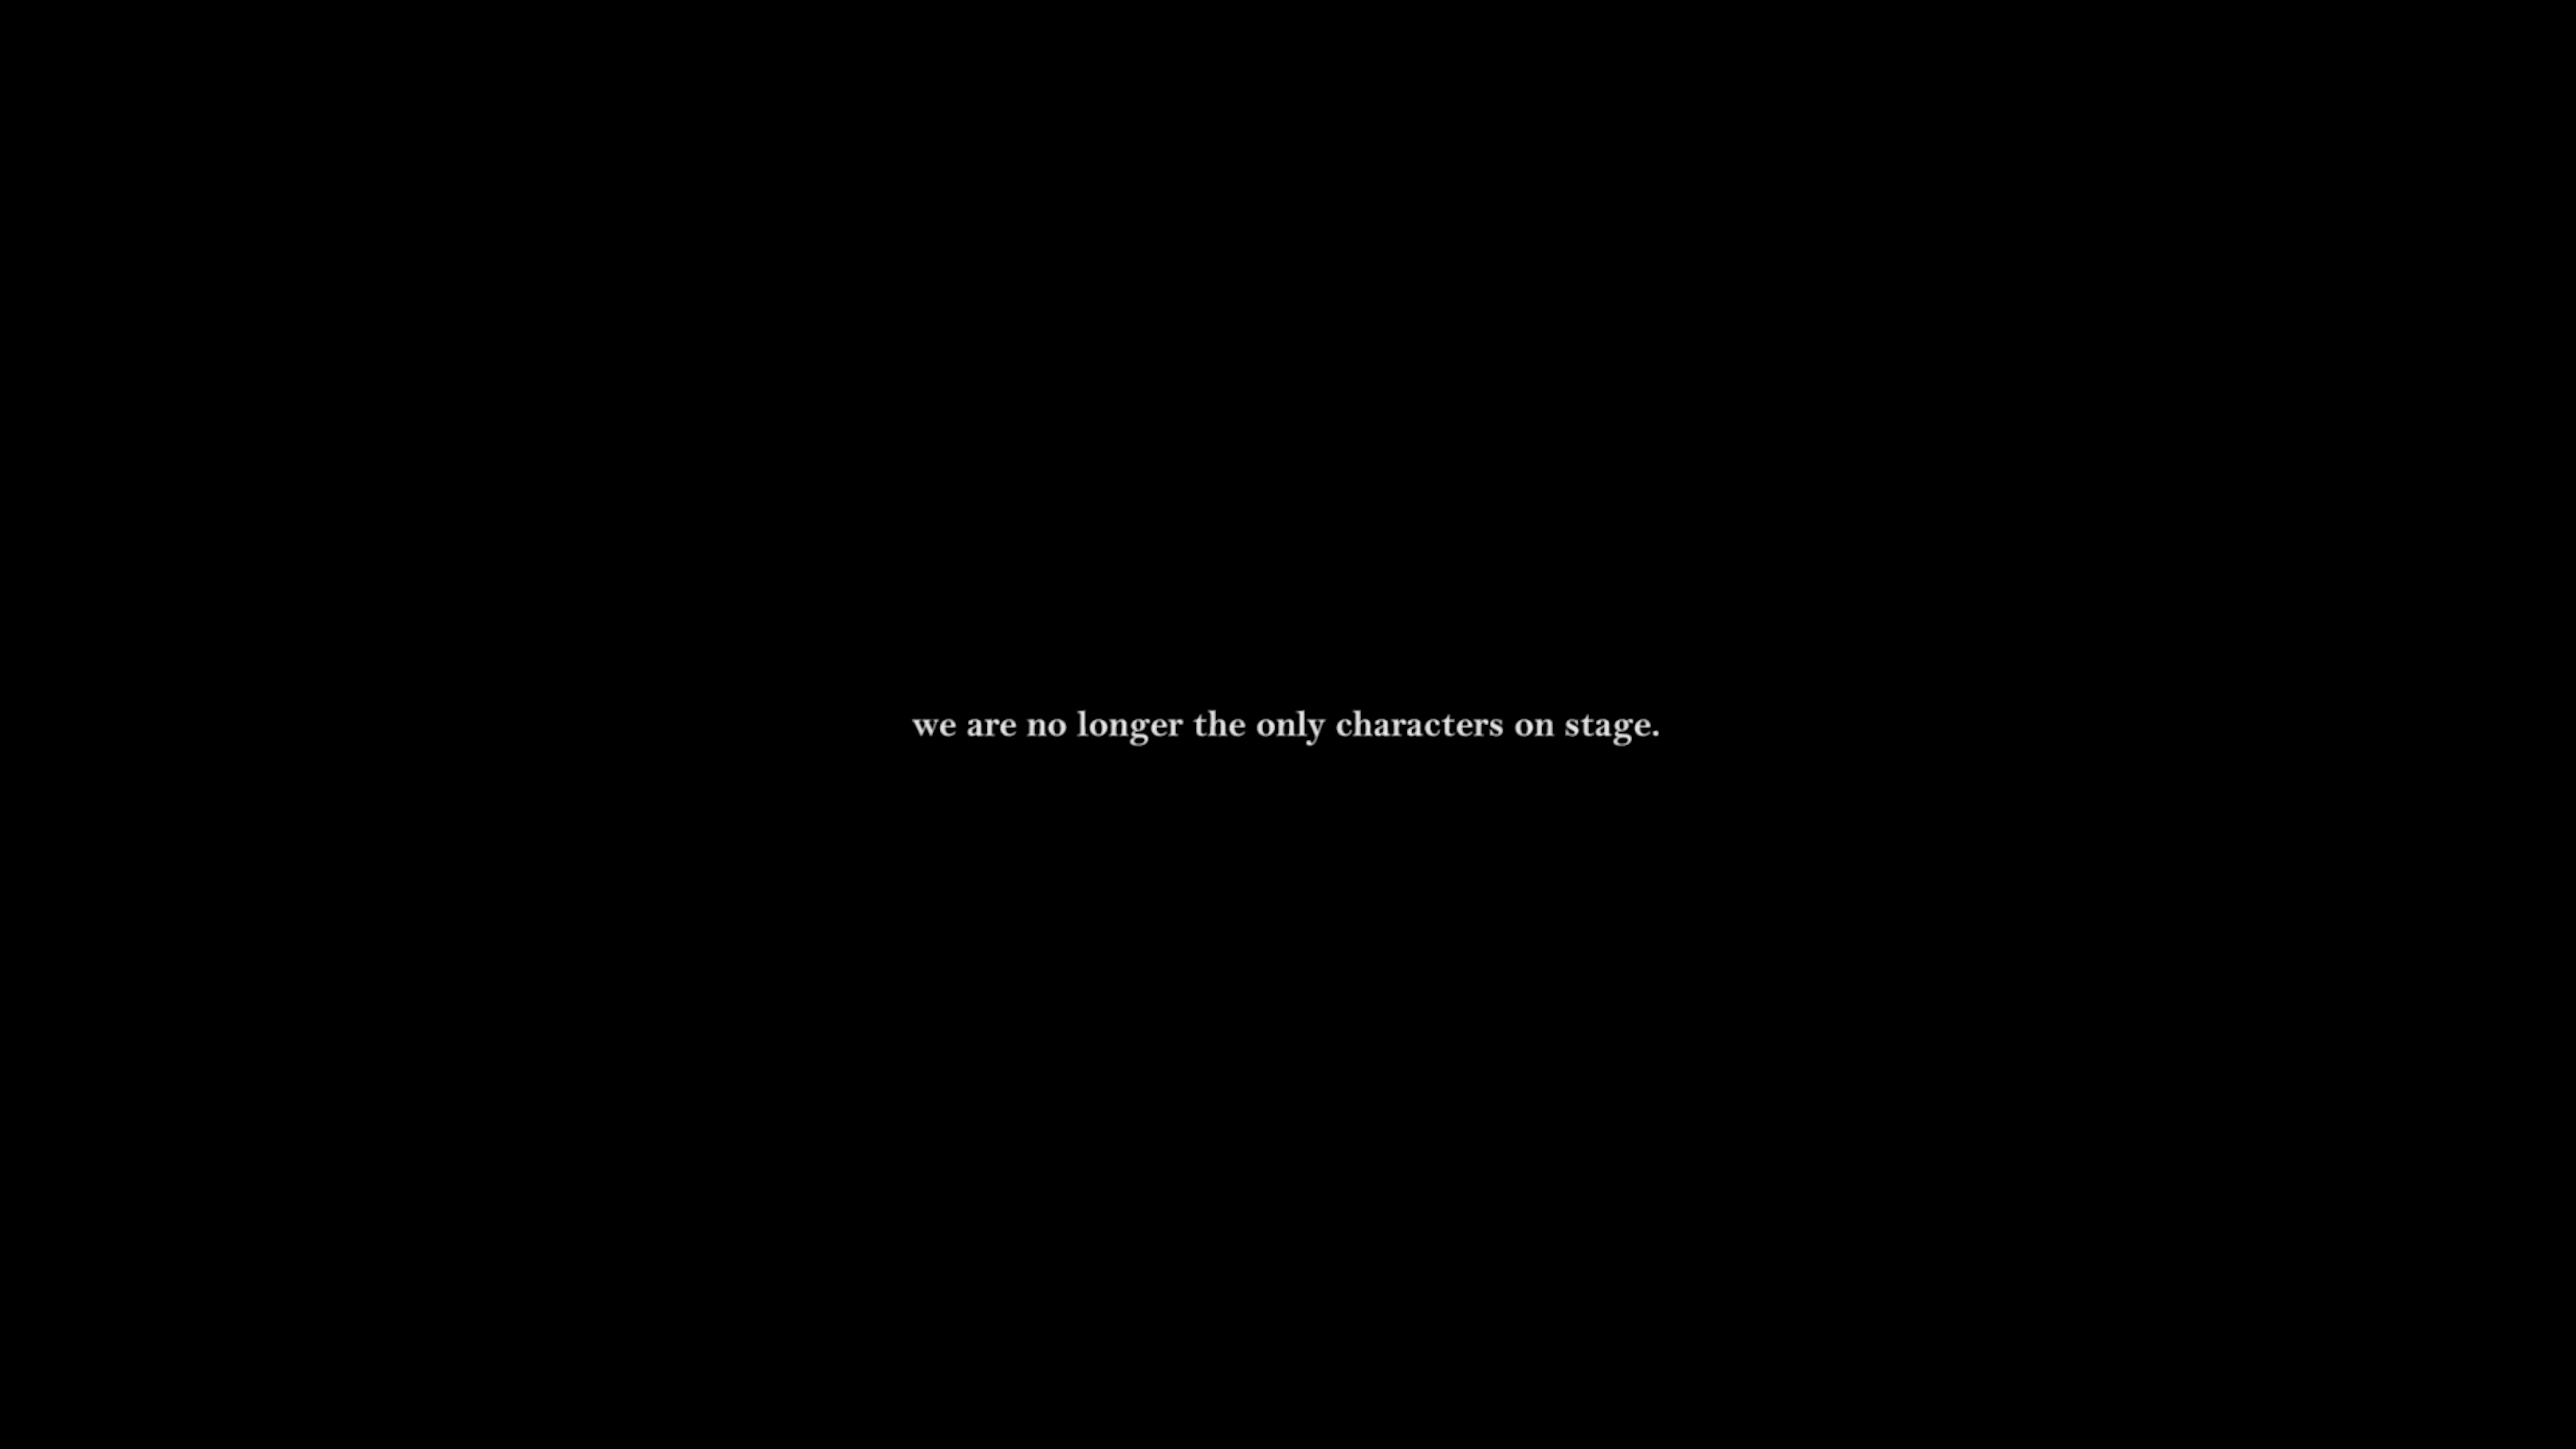 we are no longer the only characters on stage.